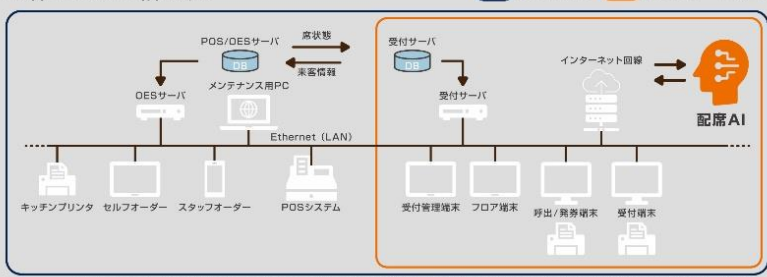 POS/OESサーバ
DB
席状態
来客情報
受付サーバ
DB
インターネット回線
配席AI
OESサーバ
メンテナンス用PC
受付サーバ
Ethernet (LAN)
キッチンプリンタ
セルフオーダー
スタッフオーダー
POSシステム
受付管理端末
フロア端末
呼出/発券端末
受付端末